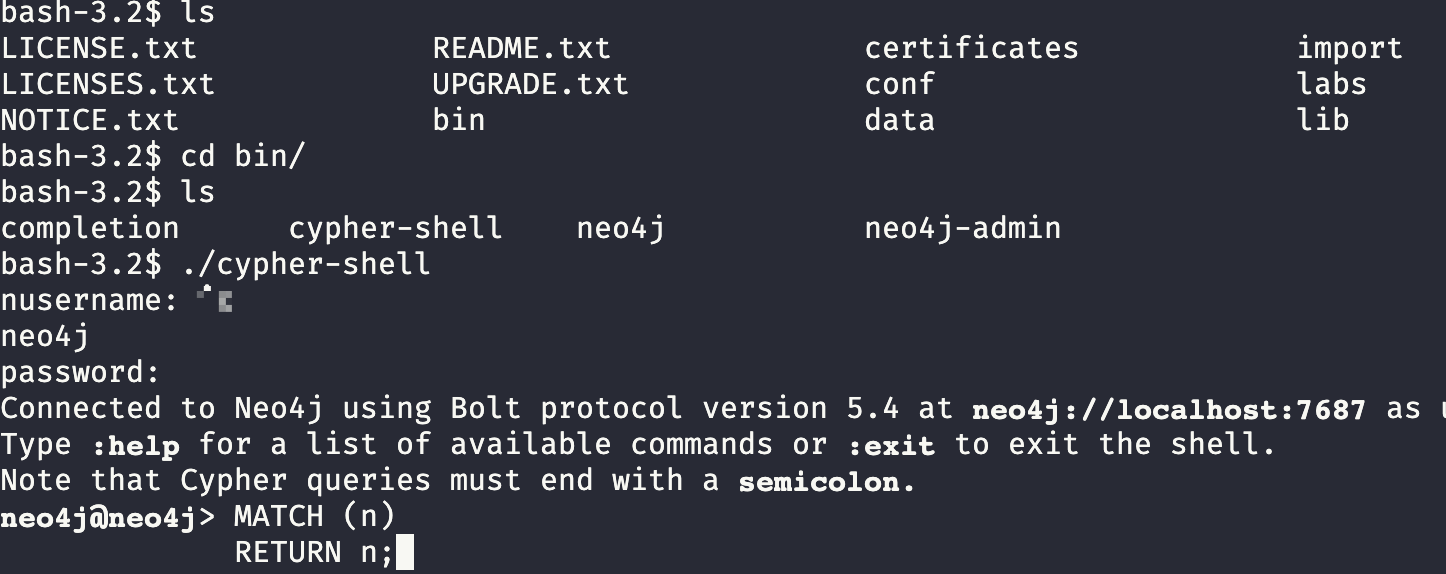 bash-3.2$ ls
LICENSE.txt README.txt certificates import
LICENSES.txt UPGRADE.txt conf labs
NOTICE.txt bin data lib
bash-3.2$ cd bin/
bash-3.2$ ls
completion cypher-shell neo4j neo4j-admin
bash-3.2$ ./cypher-shell
nusername:
neo4j
password:
Connected to Neo4j using Bolt protocol version 5.4 at neo4j://localhost:7687 as
Type :help for a list of available commands or :exit to exit the shell.
Note that Cypher queries must end with a semicolon.
neo4j@neo4j> MATCH (n)
RETURN n;